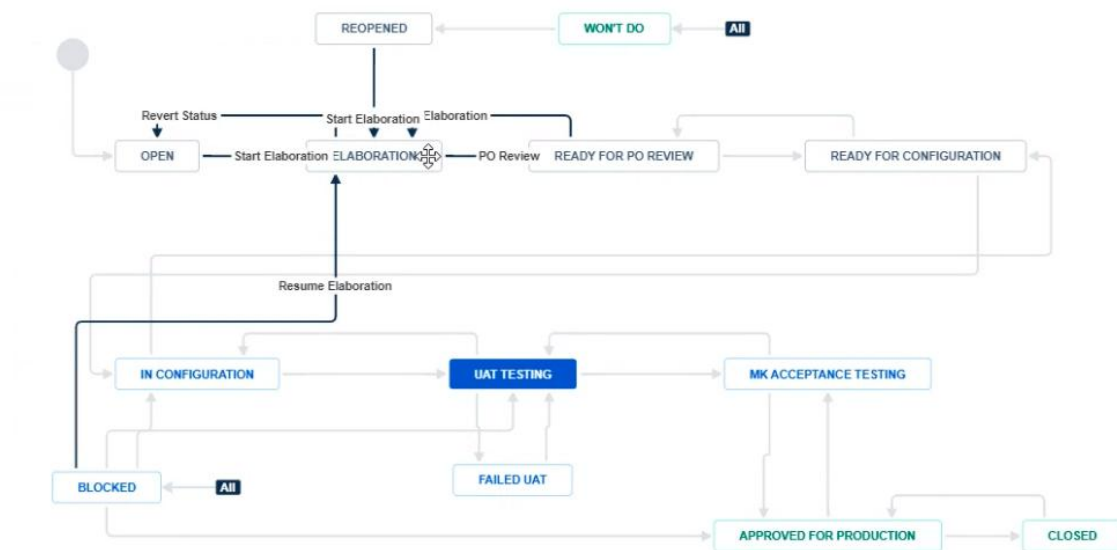 REOPENED
WON'T DO
All
Revert Status
Start Elaboration
Elaboration
OPEN
Start Elaboration
ELABORATION
PO Review
READY FOR PO REVIEW
READY FOR CONFIGURATION
Resume Elaboration
IN CONFIGURATION
UAT TESTING
MK ACCEPTANCE TESTING
BLOCKED
All
FAILED UAT
APPROVED FOR PRODUCTION
CLOSED